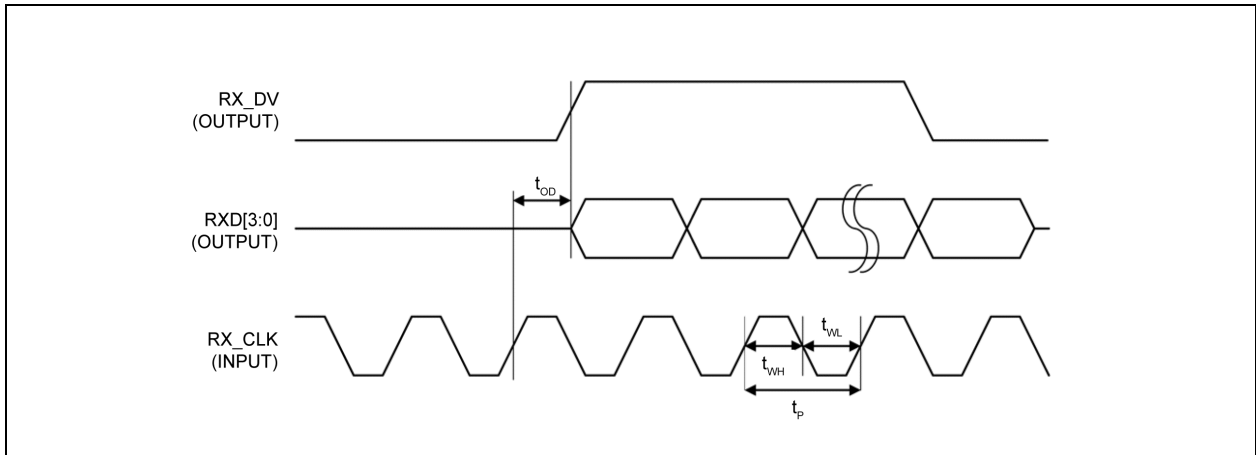 RX_DV
(OUTPUT)
tOD
RXD[3:0]
(OUTPUT)
RX_CLK
(INPUT)
tWL
tWH
tP